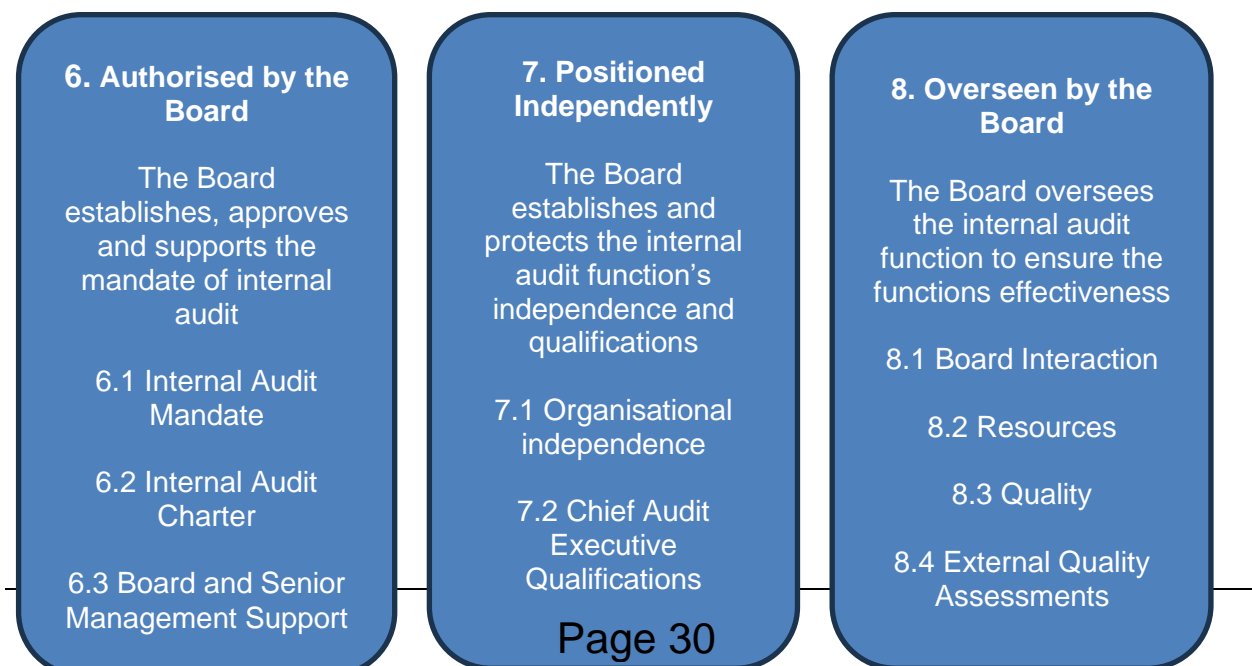 6. Authorised by the
Board
The Board
establishes, approves
and supports the
mandate of internal
audit
6.1 Internal Audit
Mandate
6.2 Internal Audit
Charter
6.3 Board and Senior
Management Support
7. Positioned
Independently
The Board
establishes and
protects the internal
audit function’s
independence and
qualifications
7.1 Organisational
independence
7.2 Chief Audit
Executive
Qualifications
8. Overseen by the
Board
The Board oversees
the internal audit
function to ensure the
functions effectiveness
8.1 Board Interaction
8.2 Resources
8.3 Quality
8.4 External Quality
Assessments
Page 30